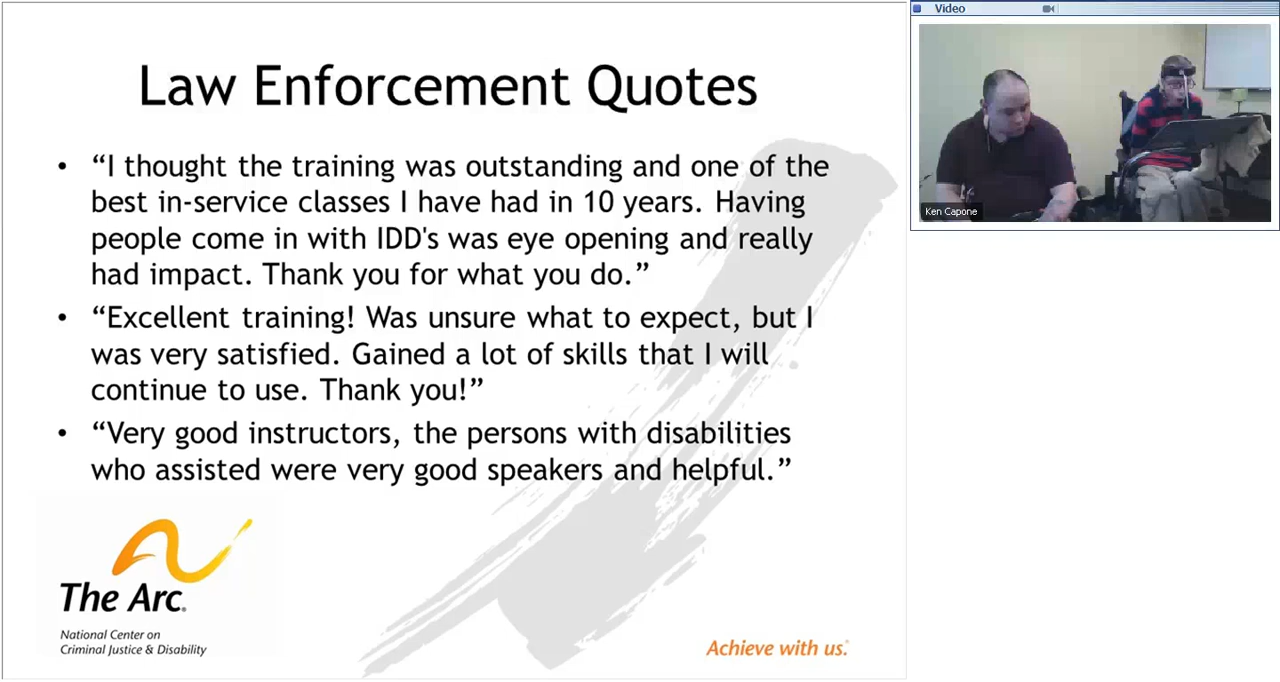 Law Enforcement Quotes
• “I thought the training was outstanding and one of the
best in-service classes I have had in 10 years. Having
people come in with IDD's was eye opening and really
had impact. Thank you for what you do.”
• “Excellent training! Was unsure what to expect, but I
was very satisfied. Gained a lot of skills that I will
continue to use. Thank you!”
• “Very good instructors, the persons with disabilities
who assisted were very good speakers and helpful.”
The Arc®
National Center on
Criminal Justice & Disability
Achieve with us.®
Video
Ken Capone